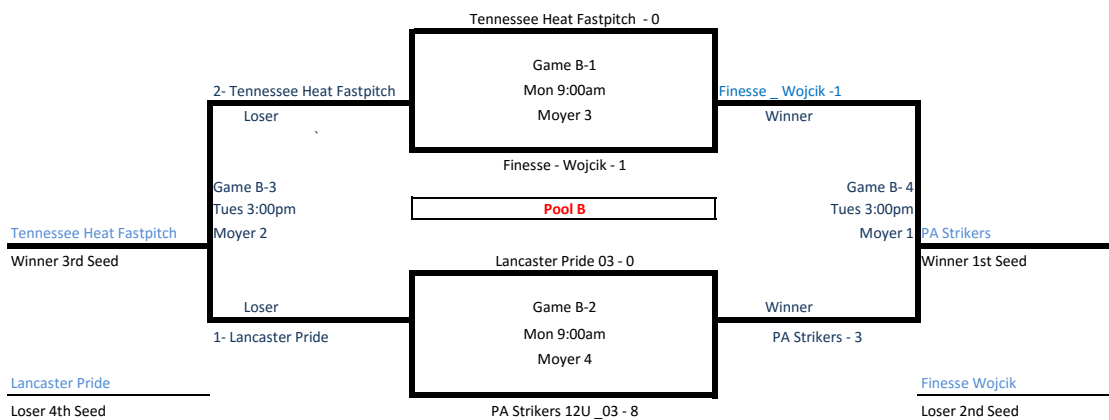 Tennessee Heat Fastpitch - 0
Game B-1
Mon 9:00am
Moyer 3
2- Tennessee Heat Fastpitch
Loser
`
Finesse _ Wojcik -1
Winner
Finesse - Wojcik - 1
Game B-3
Tues 3:00pm
Moyer 2
Pool B
Game B- 4
Tues 3:00pm
Moyer 1
Tennessee Heat Fastpitch
Winner 3rd Seed
PA Strikers
Winner 1st Seed
Lancaster Pride 03 - 0
Game B-2
Mon 9:00am
Moyer 4
Loser
1- Lancaster Pride
Winner
PA Strikers - 3
Lancaster Pride
Loser 4th Seed
PA Strikers 12U _03 - 8
Finesse Wojcik
Loser 2nd Seed